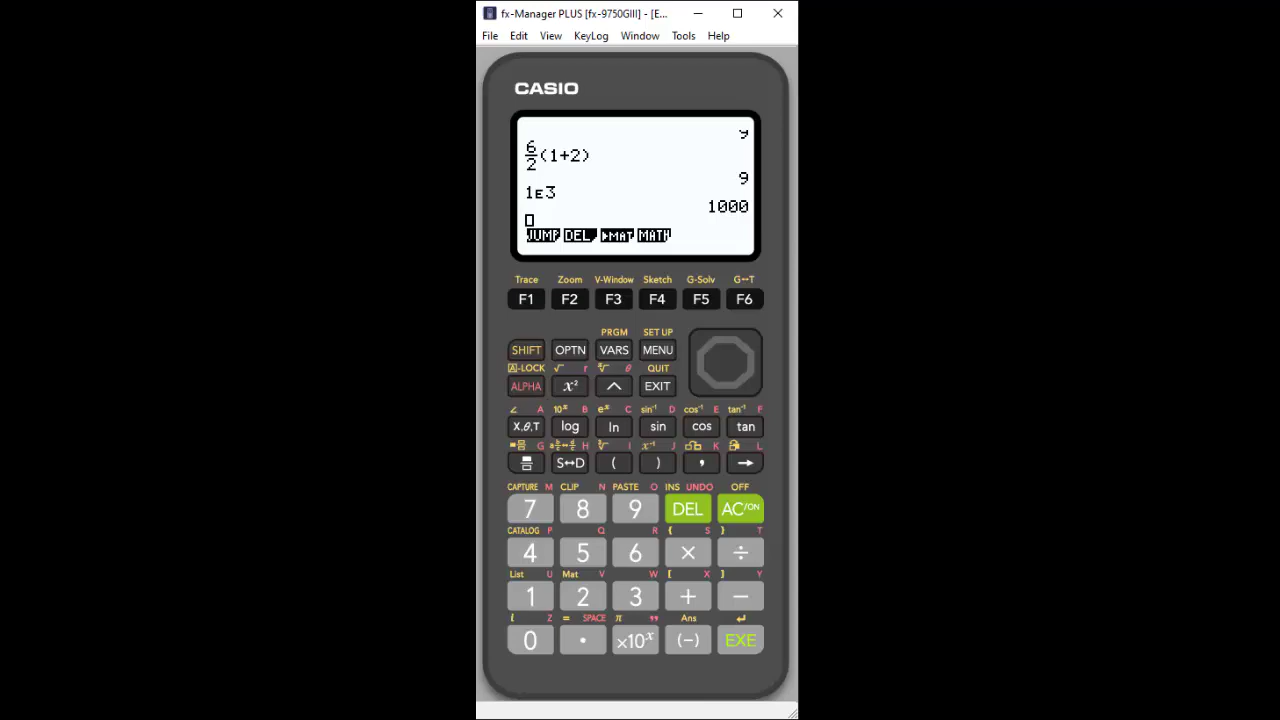 fx-Manager PLUS [fx-9750GIII] - [E...
File Edit View KeyLog Window Tools Help
CASIO
9
6/2(1+2)
9
1ᴇ3
1000
JUMP DEL ▶MAT MATH
Trace Zoom V-Window Sketch G-Solv G↔T
F1 F2 F3 F4 F5 F6
PRGM SET UP
SHIFT OPTN VARS MENU
A-LOCK √ r ˣ√ θ QUIT
ALPHA x² ^ EXIT
∠ A 10ˣ B eˣ C sin⁻¹ D cos⁻¹ E tan⁻¹ F
X,θ,T log ln sin cos tan
G H ³√ I x⁻¹ J K L
S↔D ( ) , →
CAPTURE M CLIP N PASTE O INS UNDO OFF
7 8 9 DEL AC/ON
CATALOG P Q R { S } T
4 5 6 × ÷
List U Mat V W [ X ] Y
1 2 3 + −
i Z = SPACE π " Ans ↵
0 • ×10ˣ (−) EXE